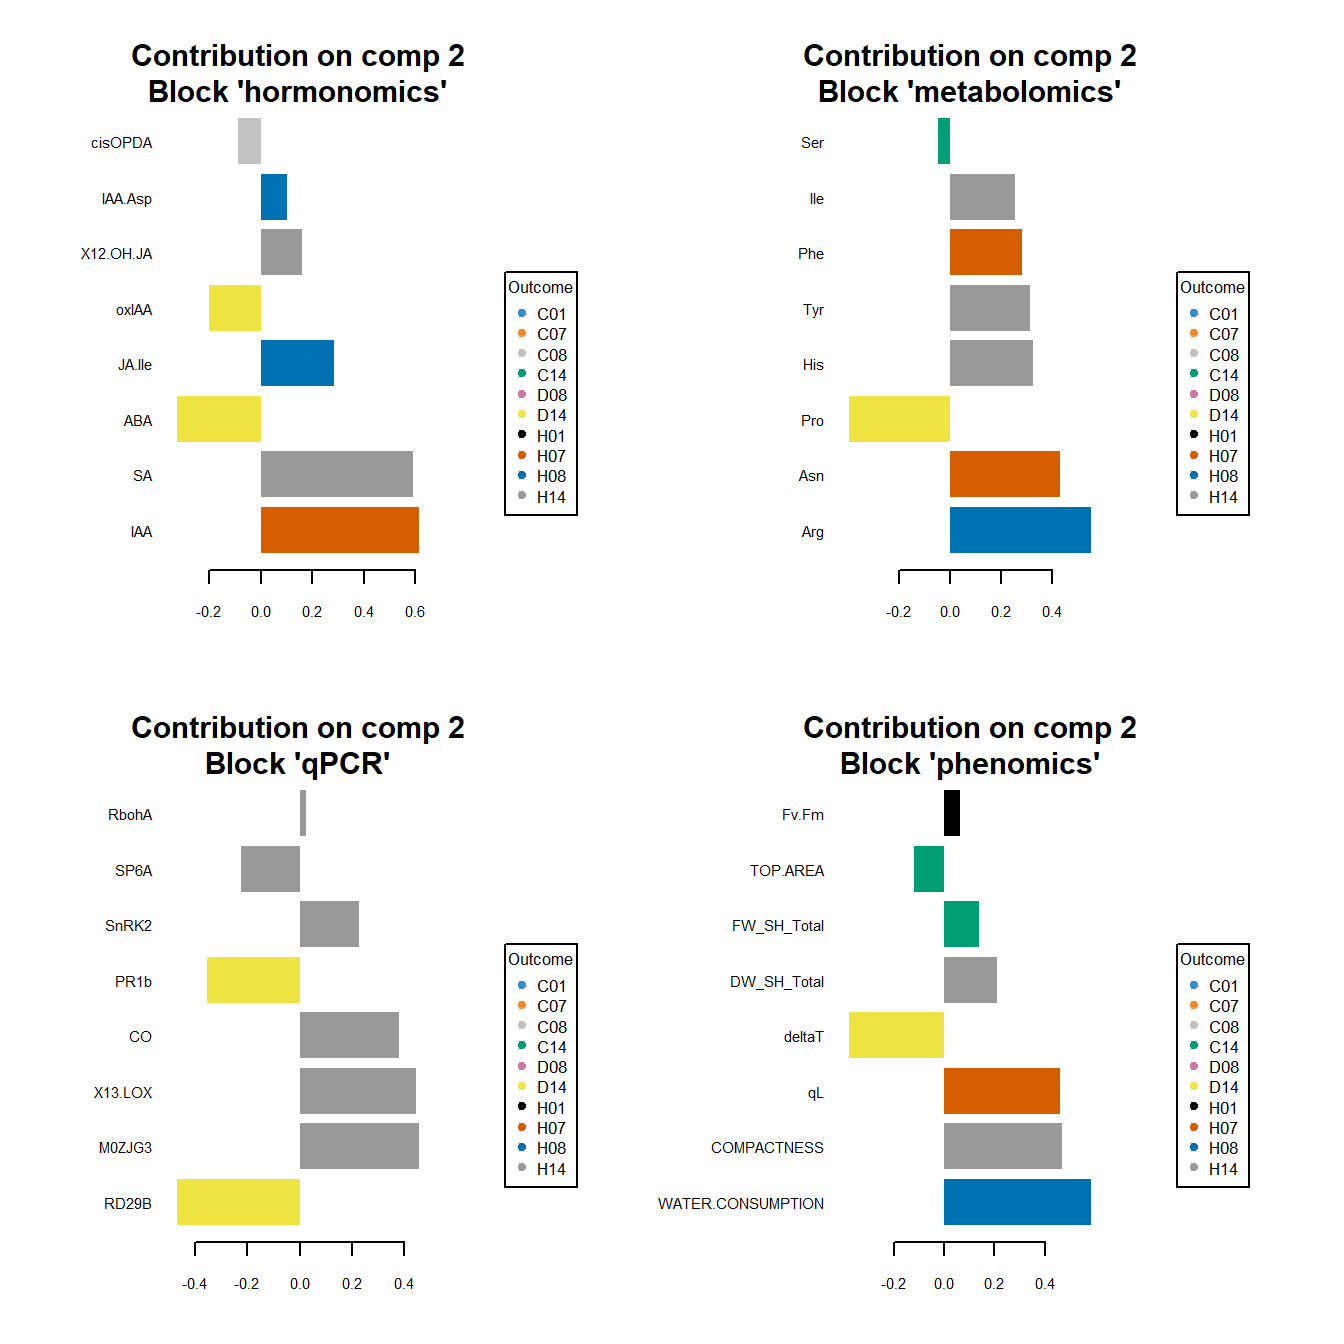 Contribution on comp 2
Block 'hormonomics'
cisOPDA
IAA.Asp
X12.OH.JA
oxIAA
JA.Ile
ABA
SA
IAA
-0.2 0.0 0.2 0.4 0.6
Outcome
C01
C07
C08
C14
D08
D14
H01
H07
H08
H14
Contribution on comp 2
Block 'metabolomics'
Ser
Ile
Phe
Tyr
His
Pro
Asn
Arg
-0.2 0.0 0.2 0.4
Outcome
C01
C07
C08
C14
D08
D14
H01
H07
H08
H14
Contribution on comp 2
Block 'qPCR'
RbohA
SP6A
SnRK2
PR1b
CO
X13.LOX
M0ZJG3
RD29B
-0.4 -0.2 0.0 0.2 0.4
Outcome
C01
C07
C08
C14
D08
D14
H01
H07
H08
H14
Contribution on comp 2
Block 'phenomics'
Fv.Fm
TOP.AREA
FW_SH_Total
DW_SH_Total
deltaT
qL
COMPACTNESS
WATER.CONSUMPTION
-0.2 0.0 0.2 0.4
Outcome
C01
C07
C08
C14
D08
D14
H01
H07
H08
H14